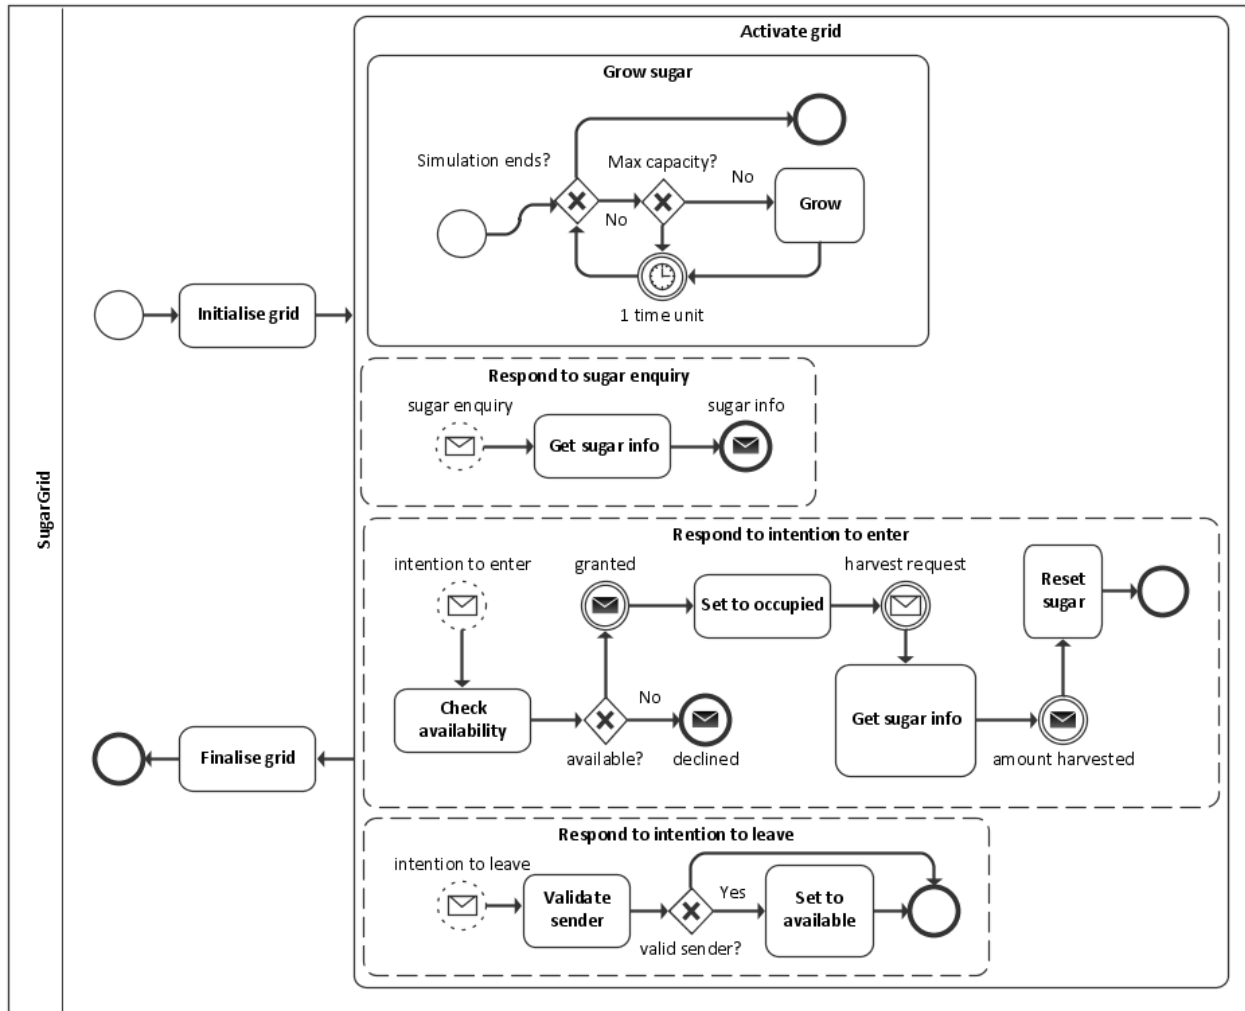 SugarGrid
Activate grid
Grow sugar
Simulation ends?
Max capacity?
No
No
Grow
1 time unit
Initialise grid
Respond to sugar enquiry
sugar enquiry
sugar info
Get sugar info
Respond to intention to enter
intention to enter
granted
harvest request
Set to occupied
Reset
sugar
Check
availability
No
available?
declined
Get sugar info
amount harvested
Finalise grid
Respond to intention to leave
intention to leave
Validate
sender
Yes
valid sender?
Set to
available